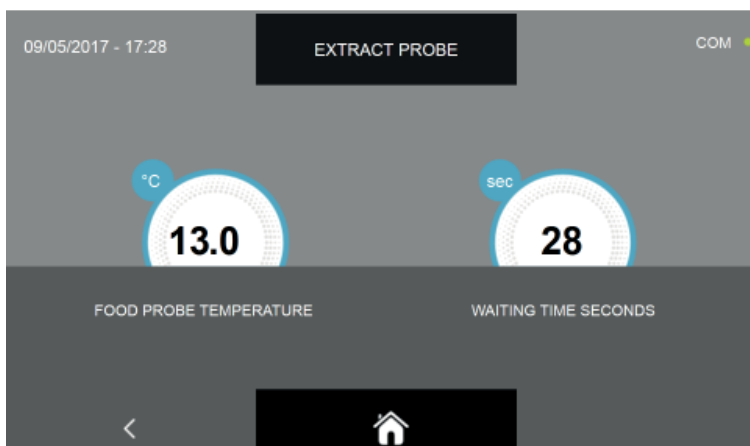 09/05/2017 - 17:28
EXTRACT PROBE
COM
°C
13.0
sec
28
FOOD PROBE TEMPERATURE
WAITING TIME SECONDS